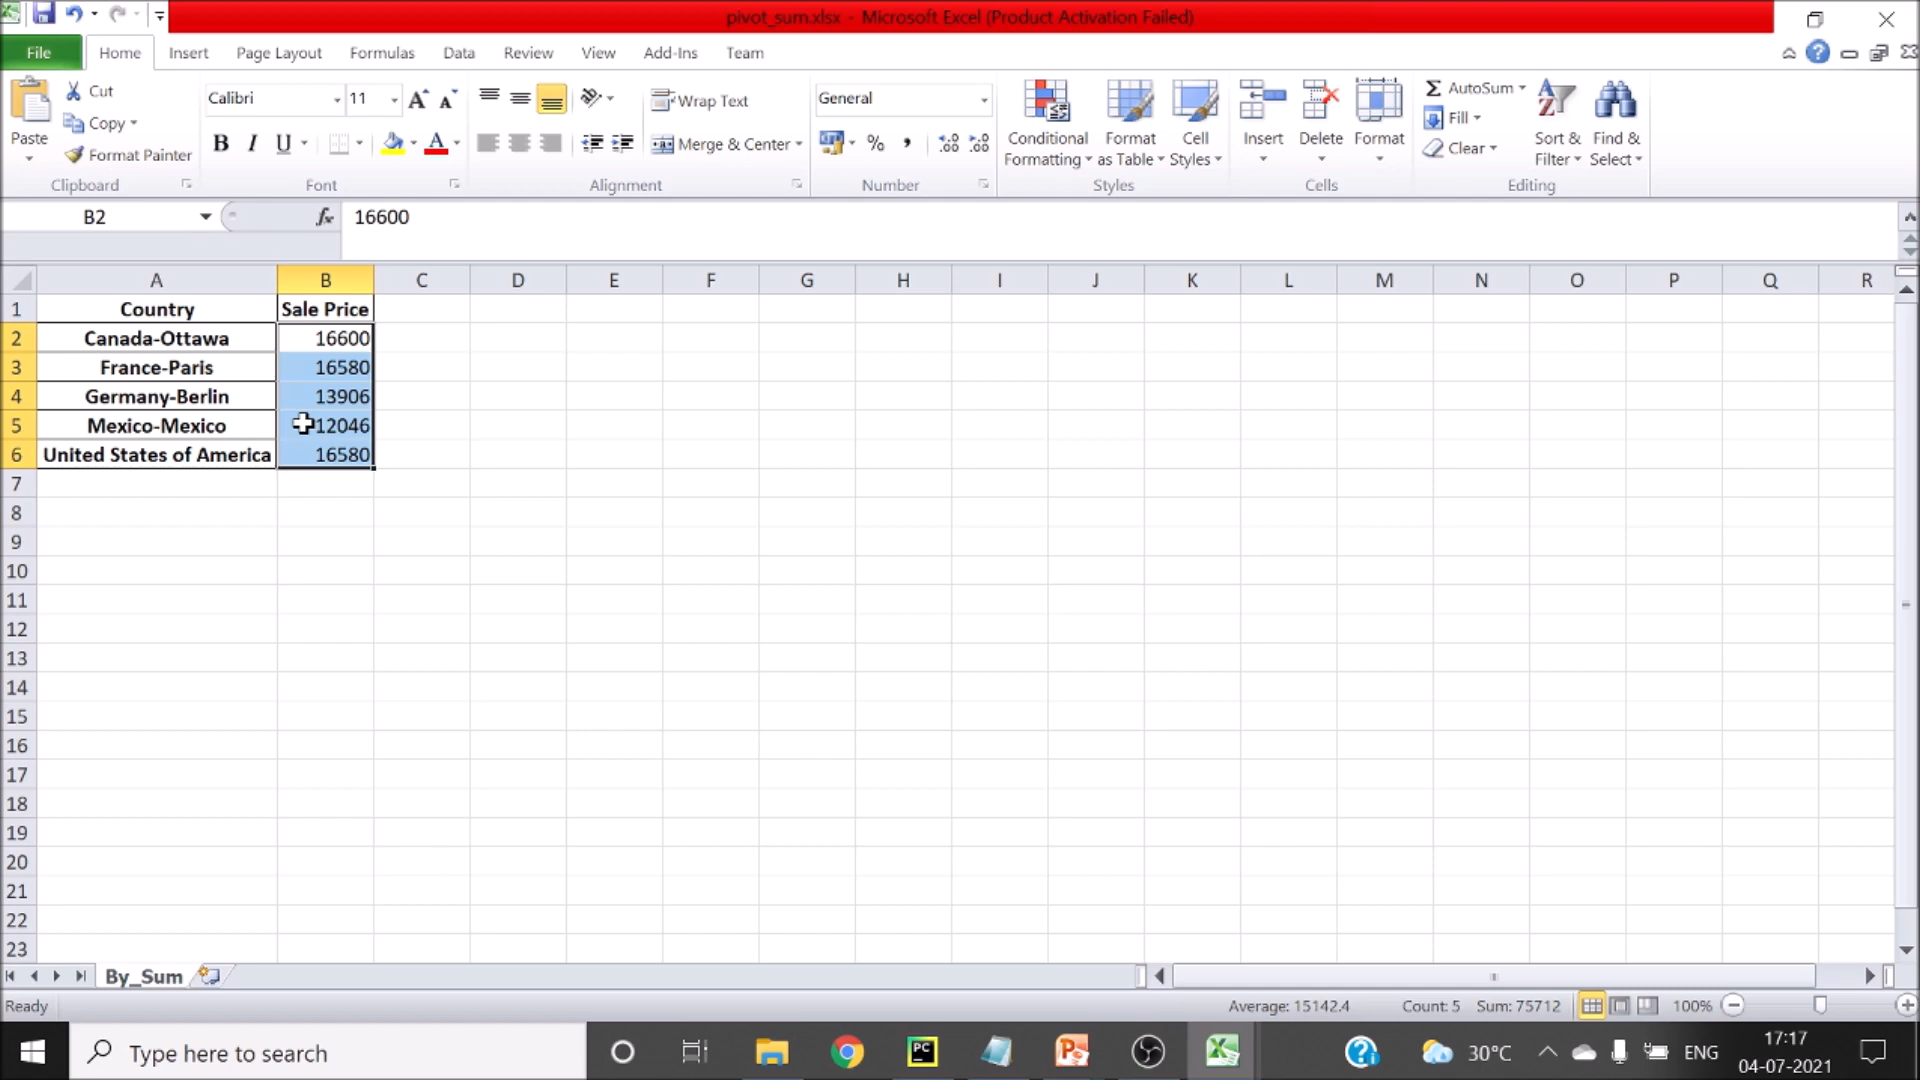 pivot_sum.xlsx - Microsoft Excel (Product Activation Failed)
File Home Insert Page Layout Formulas Data Review View Add-Ins Team
Paste Cut Copy Format Painter Clipboard
Calibri 11 A A B I U A Font
Wrap Text Merge & Center Alignment
General % , Number
Conditional Formatting Format as Table Cell Styles Styles
Insert Delete Format Cells
Σ AutoSum Fill Clear Sort & Filter Find & Select Editing
B2 fx 16600
A B C D E F G H I J K L M N O P Q R
1 Country Sale Price
2 Canada-Ottawa 16600
3 France-Paris 16580
4 Germany-Berlin 13906
5 Mexico-Mexico 12046
6 United States of America 16580
7
8
9
10
11
12
13
14
15
16
17
18
19
20
21
22
23
By_Sum
Ready Average: 15142.4 Count: 5 Sum: 75712 100%
Type here to search PC 30°C ENG 17:17
04-07-2021